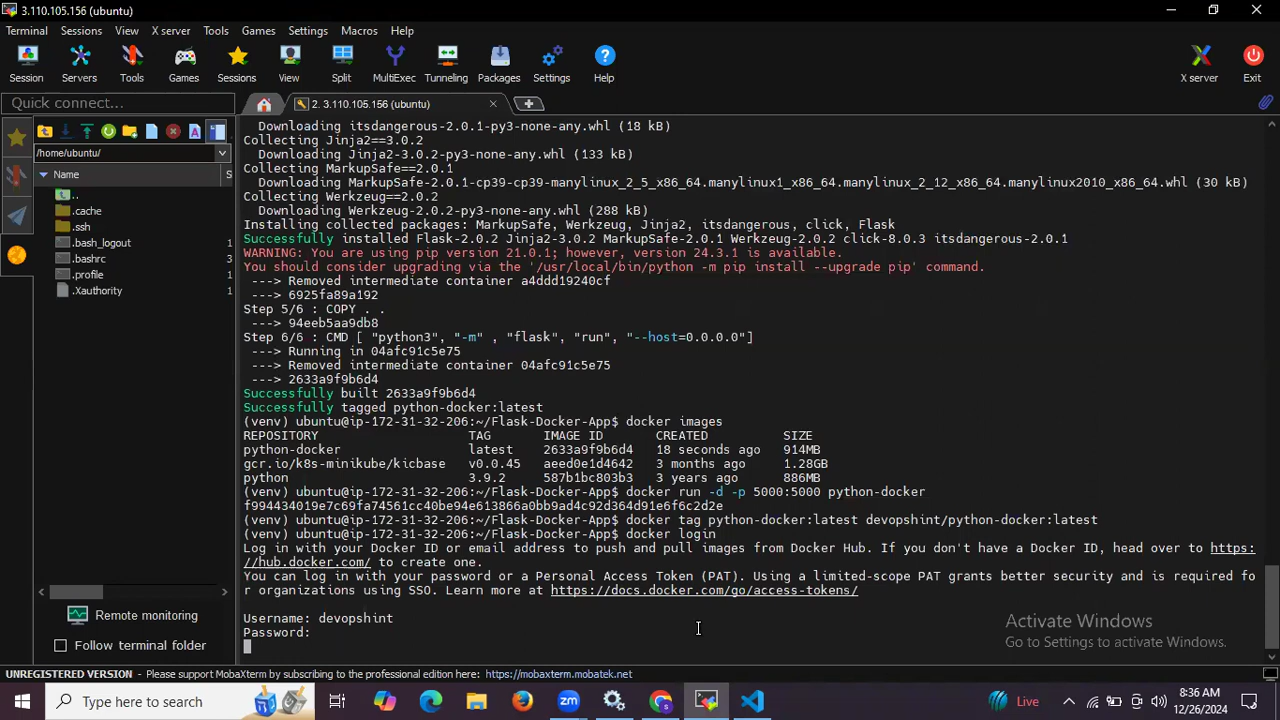 3.110.105.156 (ubuntu)
Terminal Sessions View X server Tools Games Settings Macros Help
Session Servers Tools Games Sessions View Split MultiExec Tunneling Packages Settings Help X server Exit
Quick connect...
2. 3.110.105.156 (ubuntu)
/home/ubuntu/
Name S
..
.cache
.ssh
.bash_logout 1
.bashrc 3
.profile 1
.Xauthority 1
Downloading itsdangerous-2.0.1-py3-none-any.whl (18 kB)
Collecting Jinja2==3.0.2
Downloading Jinja2-3.0.2-py3-none-any.whl (133 kB)
Collecting MarkupSafe==2.0.1
Downloading MarkupSafe-2.0.1-cp39-cp39-manylinux_2_5_x86_64.manylinux1_x86_64.manylinux_2_12_x86_64.manylinux2010_x86_64.whl (30 kB)
Collecting Werkzeug==2.0.2
Downloading Werkzeug-2.0.2-py3-none-any.whl (288 kB)
Installing collected packages: MarkupSafe, Werkzeug, Jinja2, itsdangerous, click, Flask
Successfully installed Flask-2.0.2 Jinja2-3.0.2 MarkupSafe-2.0.1 Werkzeug-2.0.2 click-8.0.3 itsdangerous-2.0.1
WARNING: You are using pip version 21.0.1; however, version 24.3.1 is available.
You should consider upgrading via the '/usr/local/bin/python -m pip install --upgrade pip' command.
---> Removed intermediate container a4ddd19240cf
---> 6925fa89a192
Step 5/6 : COPY . .
---> 94eeb5aa9db8
Step 6/6 : CMD [ "python3", "-m" , "flask", "run", "--host=0.0.0.0"]
---> Running in 04afc91c5e75
---> Removed intermediate container 04afc91c5e75
---> 2633a9f9b6d4
Successfully built 2633a9f9b6d4
Successfully tagged python-docker:latest
(venv) ubuntu@ip-172-31-32-206:~/Flask-Docker-App$ docker images
REPOSITORY TAG IMAGE ID CREATED SIZE
python-docker latest 2633a9f9b6d4 18 seconds ago 914MB
gcr.io/k8s-minikube/kicbase v0.0.45 aeed0e1d4642 3 months ago 1.28GB
python 3.9.2 587b1bc803b3 3 years ago 886MB
(venv) ubuntu@ip-172-31-32-206:~/Flask-Docker-App$ docker run -d -p 5000:5000 python-docker
f994434019e7c69fa74561cc40be94e613866a0bb9ad4c92d364d91e6f6c2d2e
(venv) ubuntu@ip-172-31-32-206:~/Flask-Docker-App$ docker tag python-docker:latest devopshint/python-docker:latest
(venv) ubuntu@ip-172-31-32-206:~/Flask-Docker-App$ docker login
Log in with your Docker ID or email address to push and pull images from Docker Hub. If you don't have a Docker ID, head over to https:
//hub.docker.com/ to create one.
You can log in with your password or a Personal Access Token (PAT). Using a limited-scope PAT grants better security and is required fo
r organizations using SSO. Learn more at https://docs.docker.com/go/access-tokens/
Username: devopshint
Password:
Remote monitoring
Follow terminal folder
Activate Windows
Go to Settings to activate Windows.
UNREGISTERED VERSION - Please support MobaXterm by subscribing to the professional edition here: https://mobaxterm.mobatek.net
Type here to search
Live
8:36 AM
12/26/2024